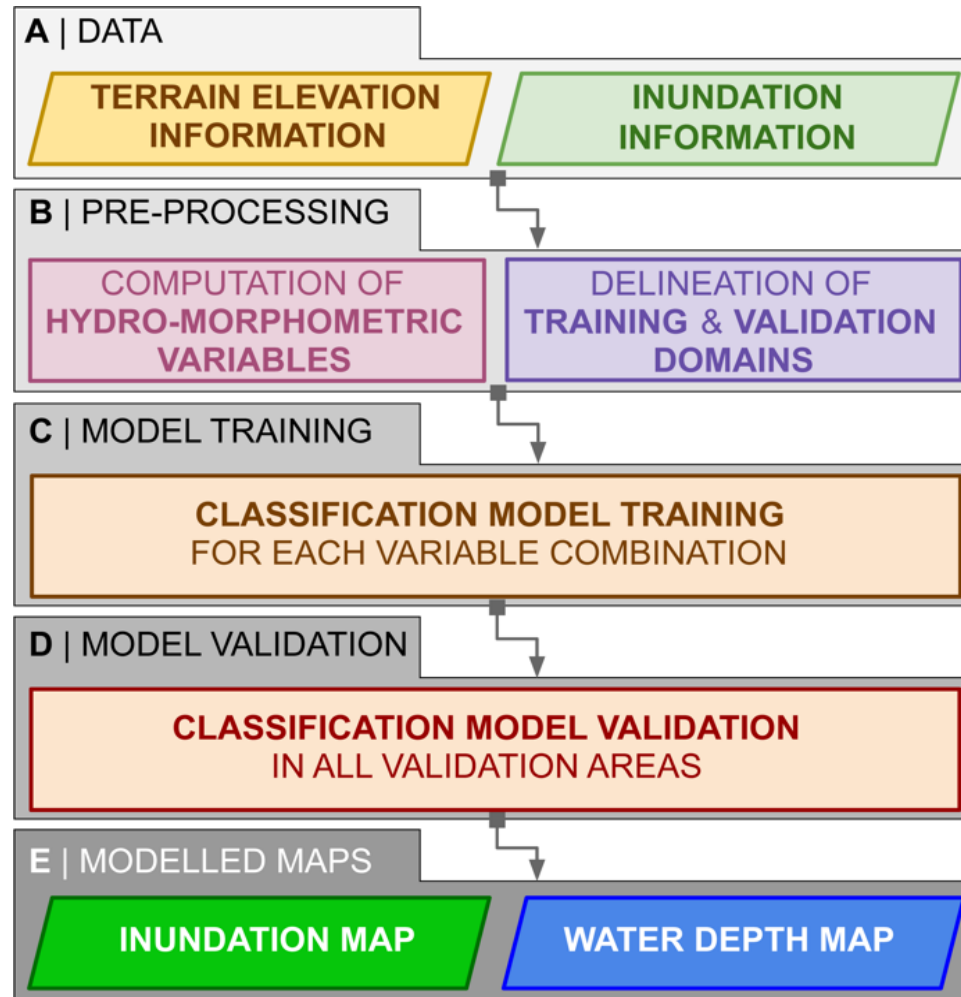 A | DATA
TERRAIN ELEVATION
INFORMATION
INUNDATION
INFORMATION
B | PRE-PROCESSING
COMPUTATION OF
HYDRO-MORPHOMETRIC
VARIABLES
DELINEATION OF
TRAINING & VALIDATION
DOMAINS
C | MODEL TRAINING
CLASSIFICATION MODEL TRAINING
FOR EACH VARIABLE COMBINATION
D | MODEL VALIDATION
CLASSIFICATION MODEL VALIDATION
IN ALL VALIDATION AREAS
E | MODELLED MAPS
INUNDATION MAP
WATER DEPTH MAP